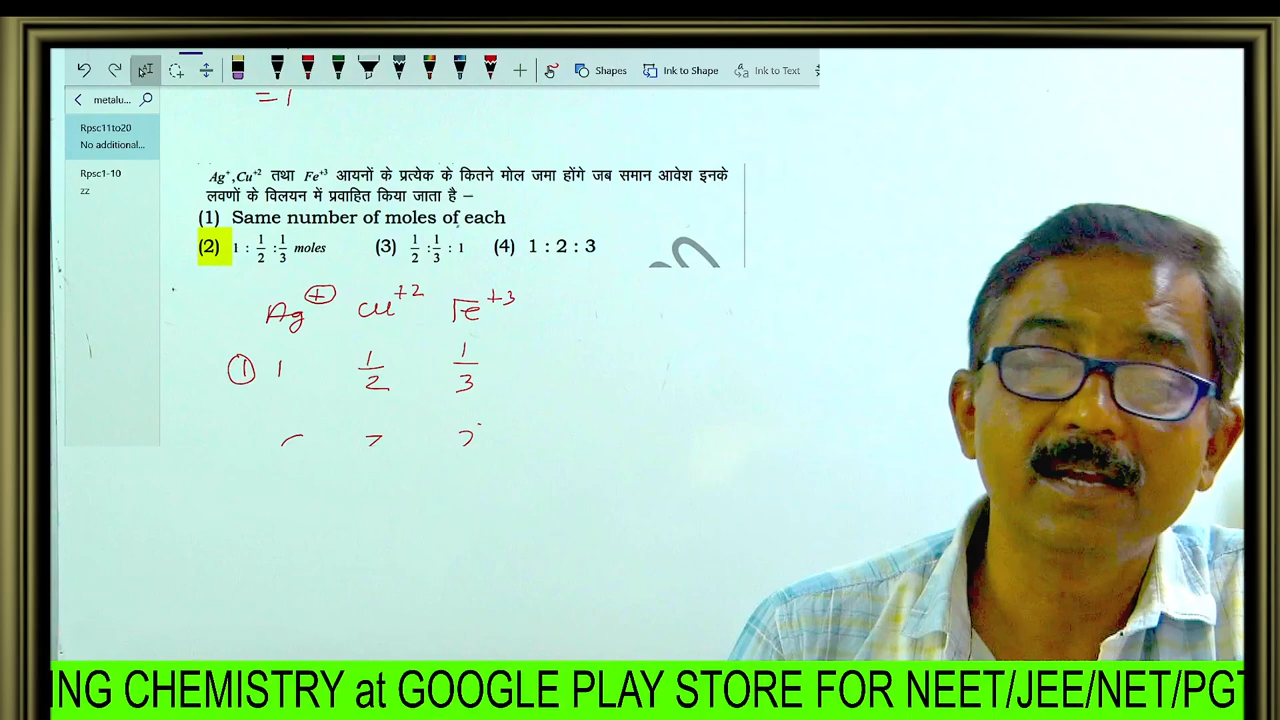 = 1
Shapes Ink to Shape Ink to Text
metalu...
Rpsc11to20
No additional...
Rpsc1-10
zz
Ag⁺, Cu⁺² तथा Fe⁺³ आयनों के प्रत्येक के कितने मोल जमा होंगे जब समान आवेश इनके
लवणों के विलयन में प्रवाहित किया जाता है –
(1) Same number of moles of each
(2) 1 : 1/2 : 1/3 moles (3) 1/2 : 1/3 : 1 (4) 1 : 2 : 3
Ag⁺ Cu⁺² Fe⁺³
① 1 1/2 1/3
ING CHEMISTRY at GOOGLE PLAY STORE FOR NEET/JEE/NET/PGT